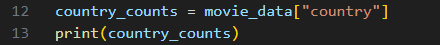 12 country_counts = movie_data["country"]
13 print(country_counts)